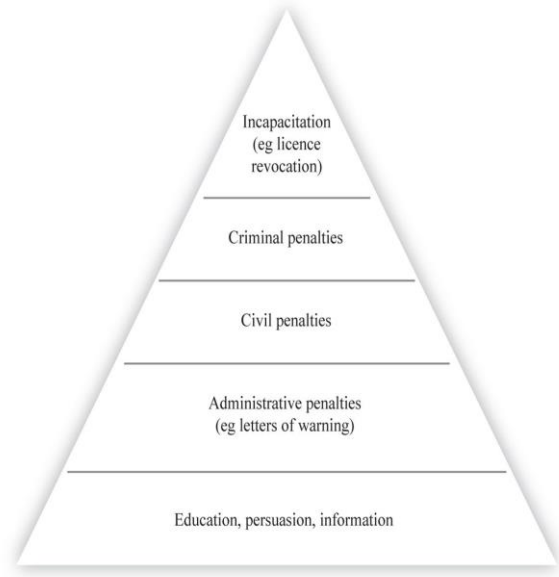 Incapacitation
(eg licence
revocation)
Criminal penalties
Civil penalties
Administrative penalties
(eg letters of warning)
Education, persuasion, information